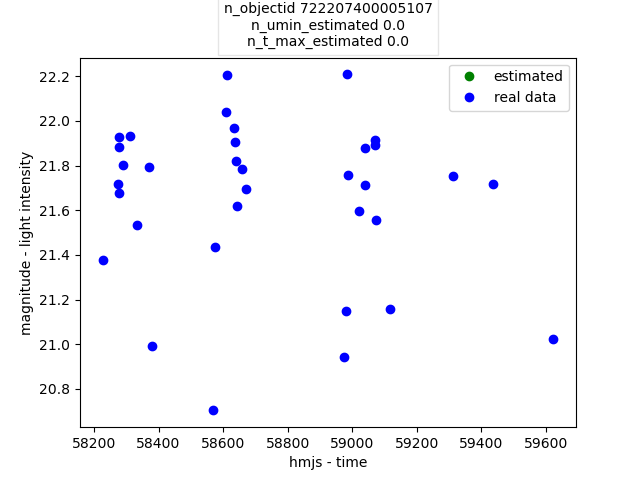 n_objectid 722207400005107
n_umin_estimated 0.0
n_t_max_estimated 0.0
estimated
real data
magnitude - light intensity
22.2
22.0
21.8
21.6
21.4
21.2
21.0
20.8
58200 58400 58600 58800 59000 59200 59400 59600
hmjs - time